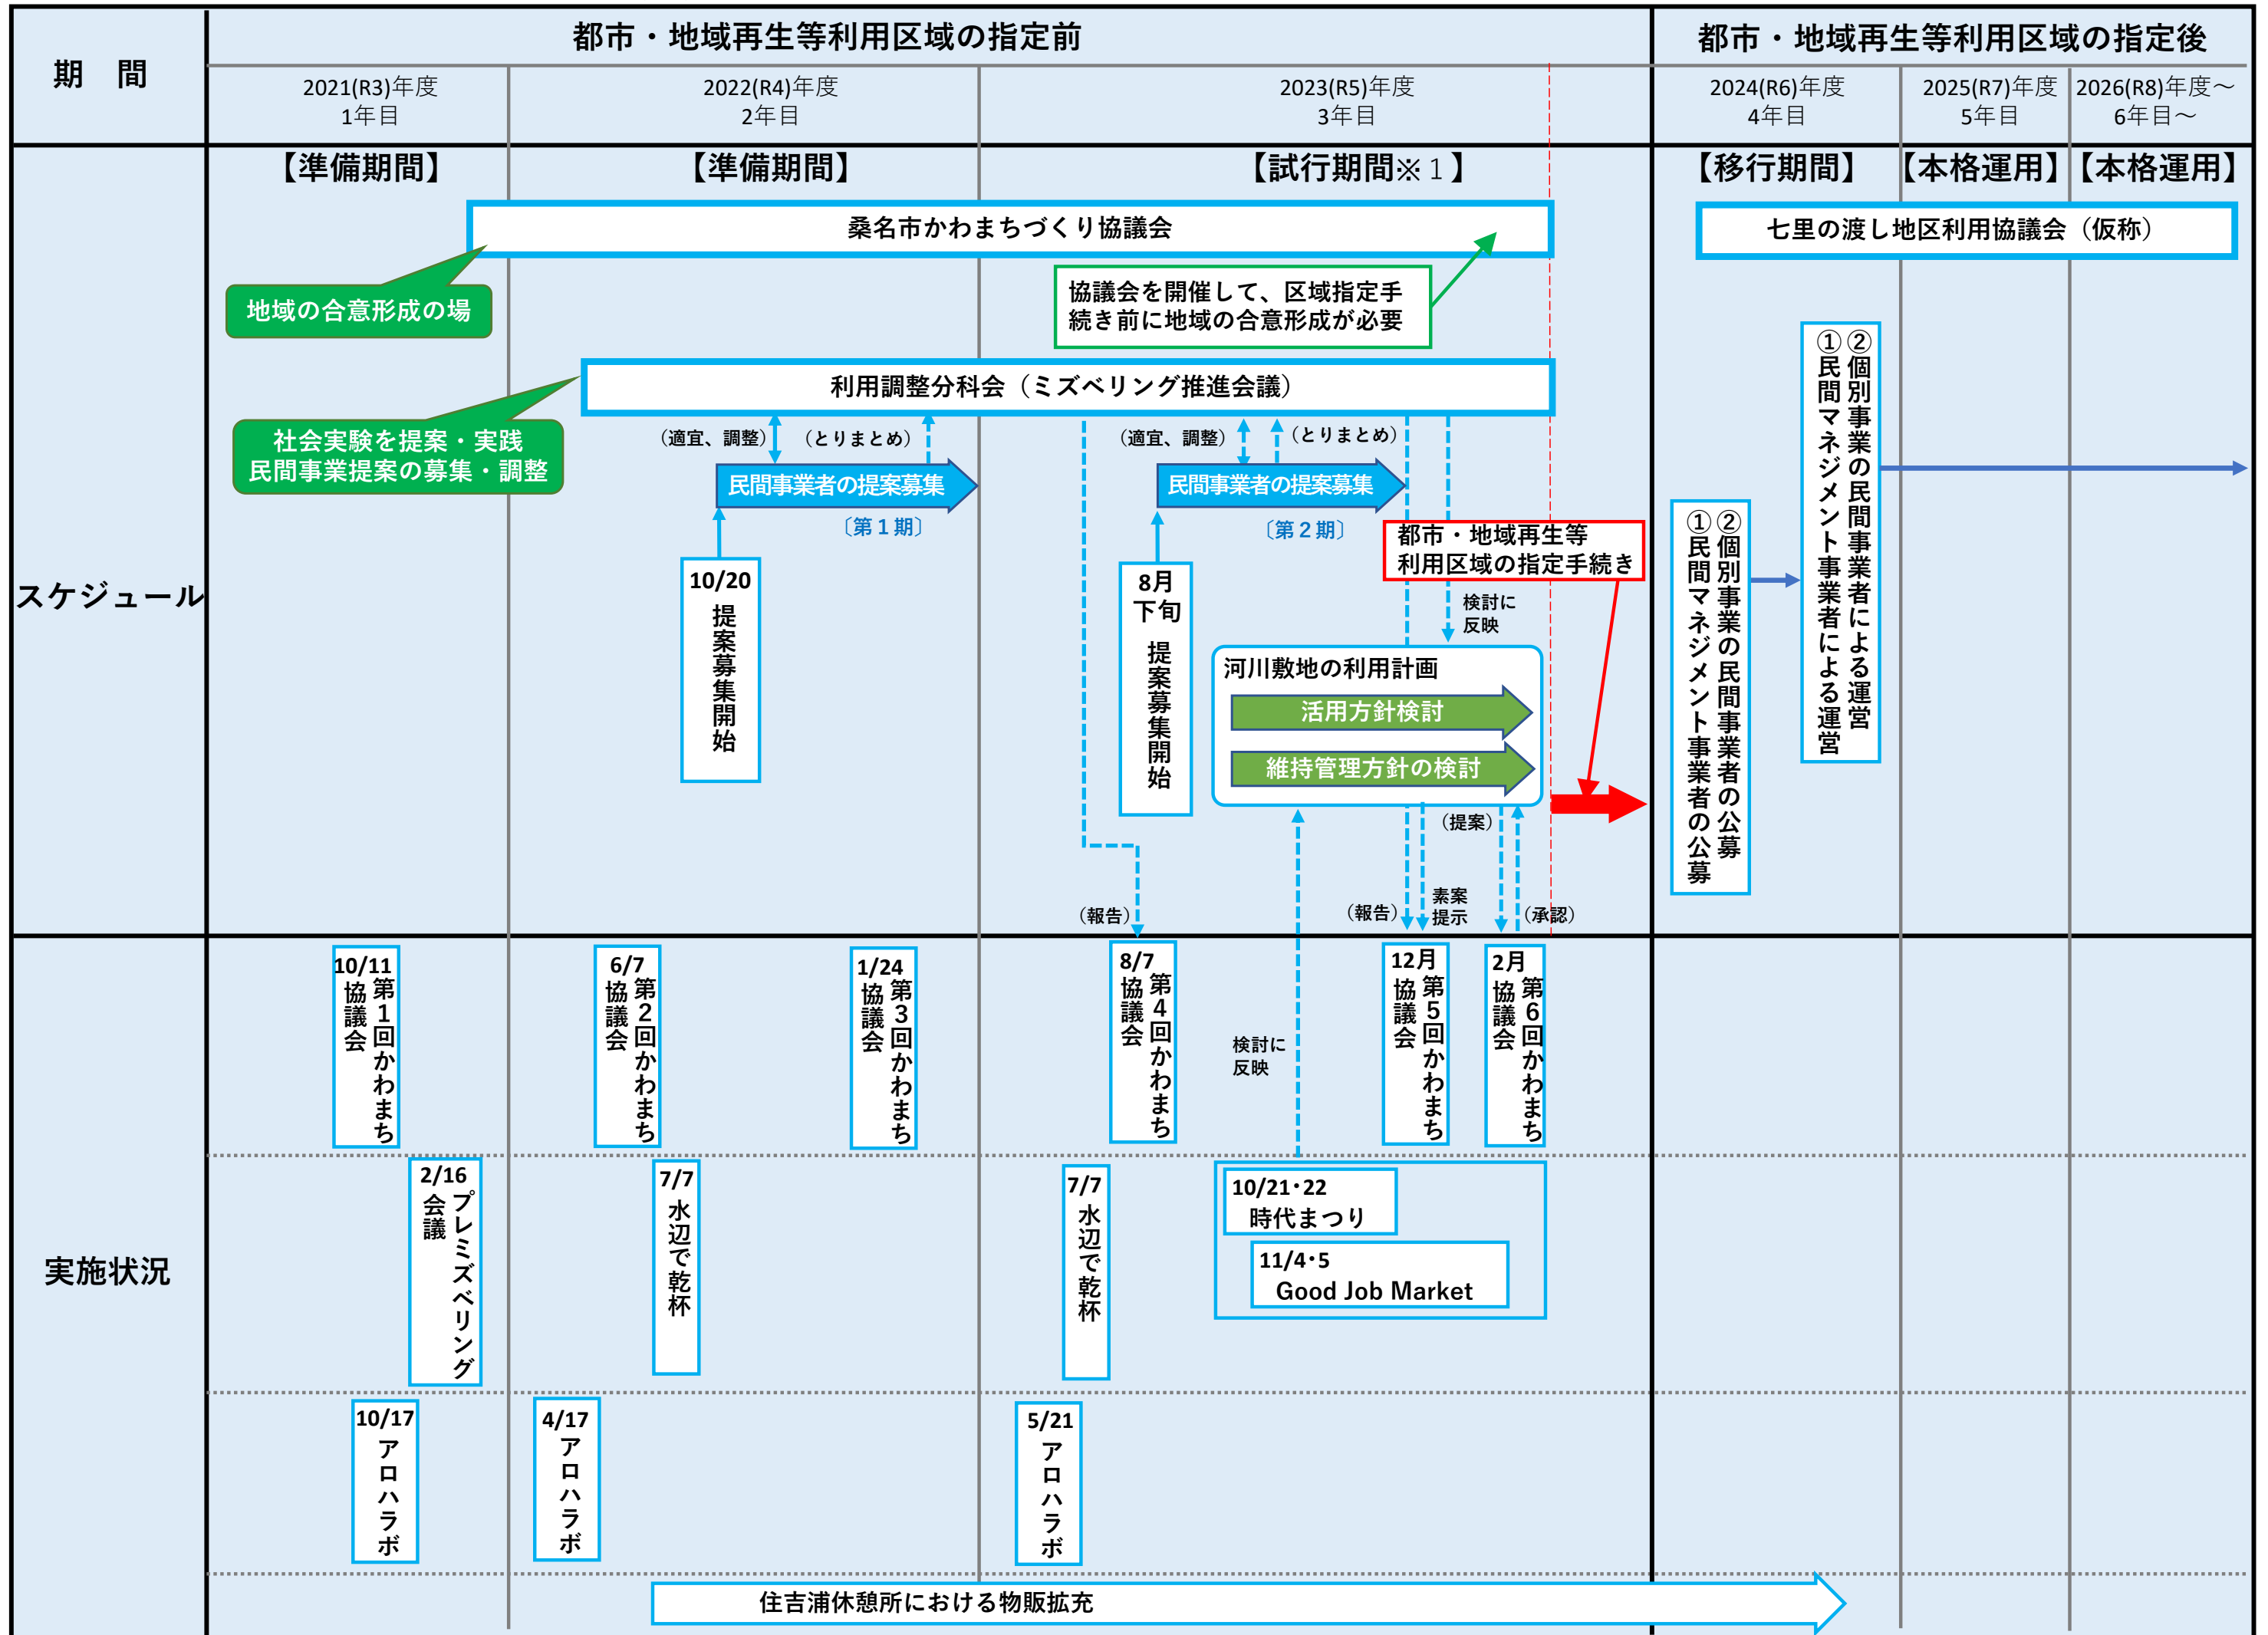 期　間
都市・地域再生等利用区域の指定前
都市・地域再生等利用区域の指定後
2021(R3)年度
1年目
2022(R4)年度
2年目
2023(R5)年度
3年目
2024(R6)年度
4年目
2025(R7)年度
5年目
2026(R8)年度～
6年目～
スケジュール
【準備期間】
【準備期間】
【試行期間※１】
【移行期間】
【本格運用】
【本格運用】
桑名市かわまちづくり協議会
七里の渡し地区利用協議会（仮称）
地域の合意形成の場
協議会を開催して、区域指定手
続き前に地域の合意形成が必要
利用調整分科会（ミズベリング推進会議）
社会実験を提案・実践
民間事業提案の募集・調整
（適宜、調整）
（とりまとめ）
民間事業者の提案募集
〔第１期〕
10/20
提案募集開始
（適宜、調整）
（とりまとめ）
民間事業者の提案募集
〔第２期〕
8月
下旬
提案募集開始
都市・地域再生等
利用区域の指定手続き
検討に
反映
河川敷地の利用計画
活用方針検討
維持管理方針の検討
（提案）
（報告）
（報告）
素案
提示
（承認）
②個別事業の民間事業者の公募
①民間マネジメント事業者の公募
②個別事業の民間事業者による運営
①民間マネジメント事業者による運営
実施状況
10/11
第1回かわまち
協議会
6/7
第2回かわまち
協議会
1/24
第3回かわまち
協議会
8/7
第4回かわまち
協議会
12月
第5回かわまち
協議会
2月
第6回かわまち
協議会
検討に
反映
2/16
プレミズベリング
会議
7/7
水辺で乾杯
7/7
水辺で乾杯
10/21・22
時代まつり
11/4・5
Good Job Market
10/17
アロハラボ
4/17
アロハラボ
5/21
アロハラボ
住吉浦休憩所における物販拡充